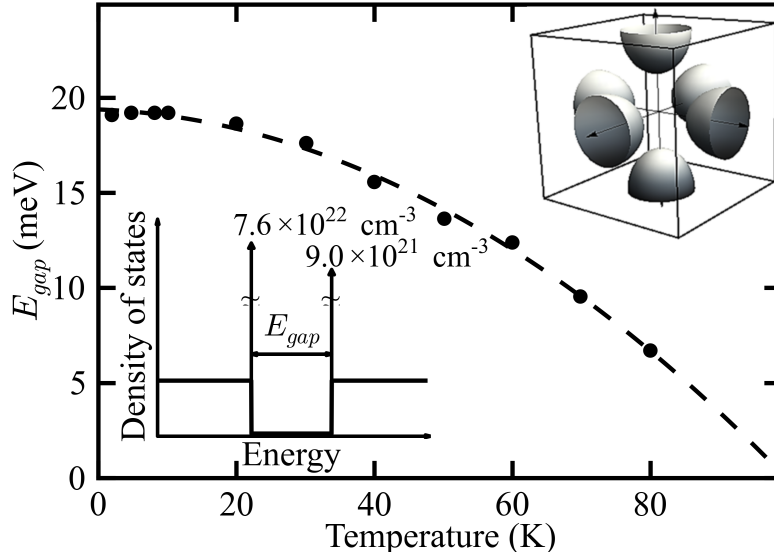 20
15
10
5
0
E_gap (meV)
7.6×10^22 cm-3
9.0×10^21 cm-3
E_gap
Density of states
Energy
0 20 40 60 80
Temperature (K)